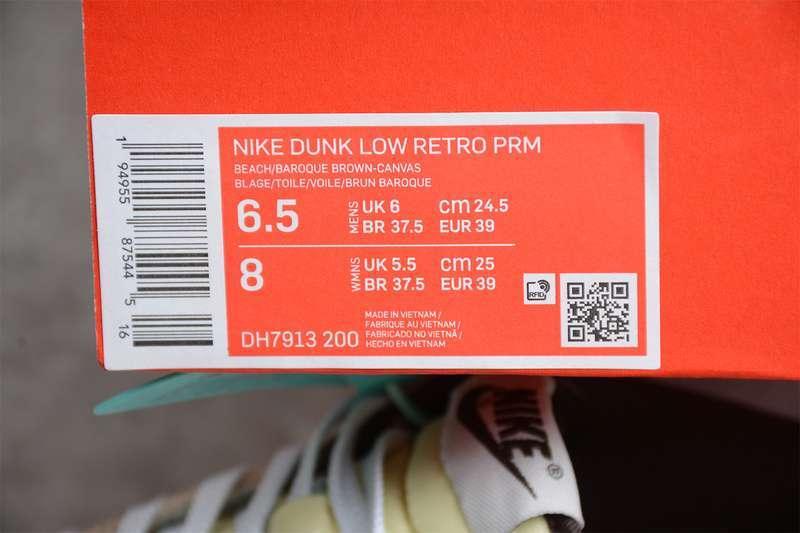 NIKE DUNK LOW RETRO PRM
BEACH/BAROQUE BROWN-CANVAS
BLAGE/TOILE/VOILE/BRUN BAROQUE
6.5 MENS UK 6 cm 24.5
BR 37.5 EUR 39
8 WMNS UK 5.5 cm 25
BR 37.5 EUR 39
RFID
MADE IN VIETNAM /
FABRIQUE AU VIETNAM /
FABRICADO NO VIETNÃ /
HECHO EN VIETNAM
DH7913 200
1 94955 87544 5 16
NIKE ®